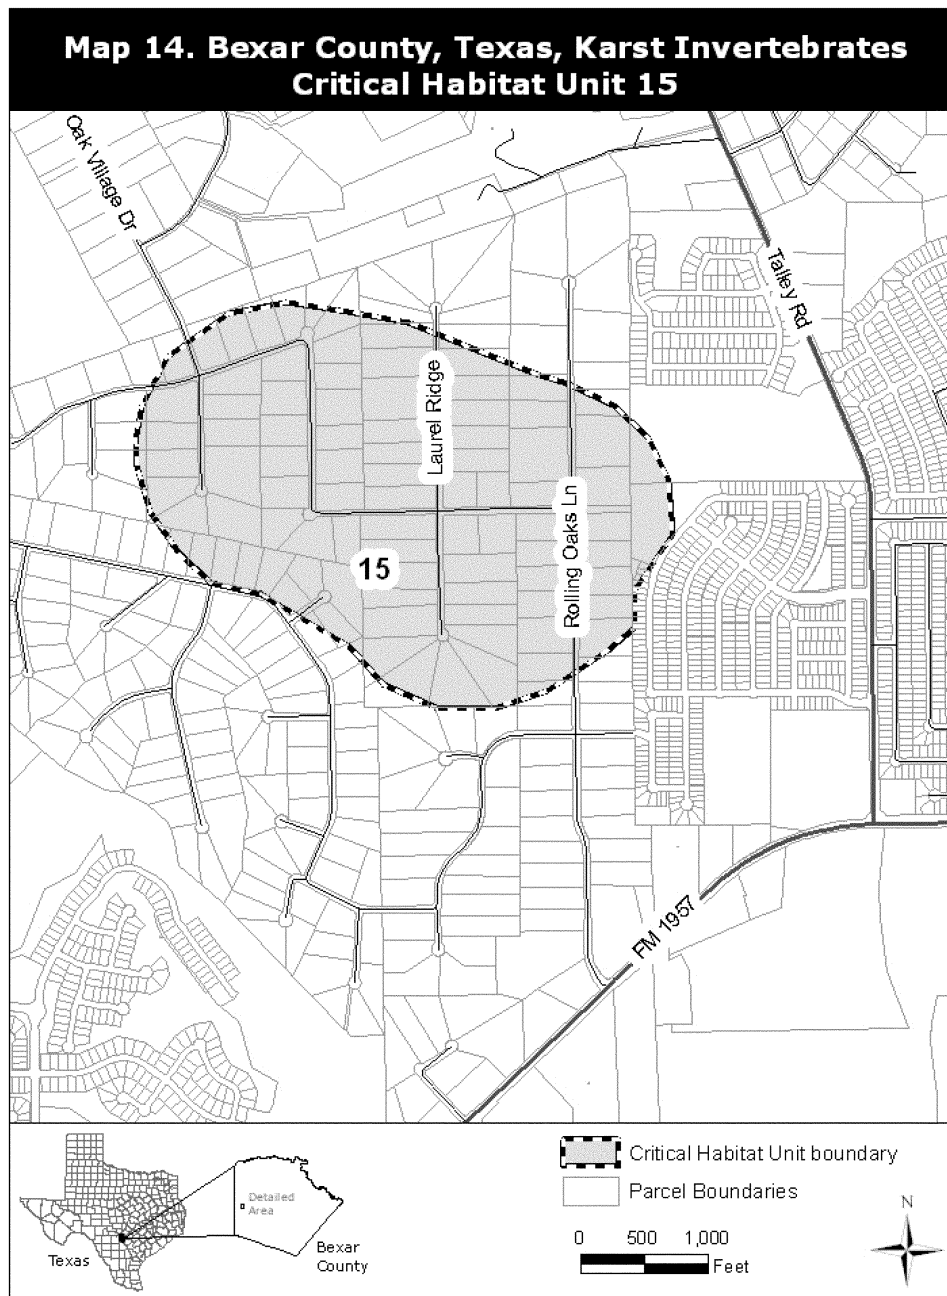 Map 14. Bexar County, Texas, Karst Invertebrates
Critical Habitat Unit 15
Oak Village Dr
Talley Rd
Laurel Ridge
Rolling Oaks Ln
15
FM 1957
Detailed
Area
Texas
Bexar
County
Critical Habitat Unit boundary
Parcel Boundaries
0 500 1,000
Feet
N